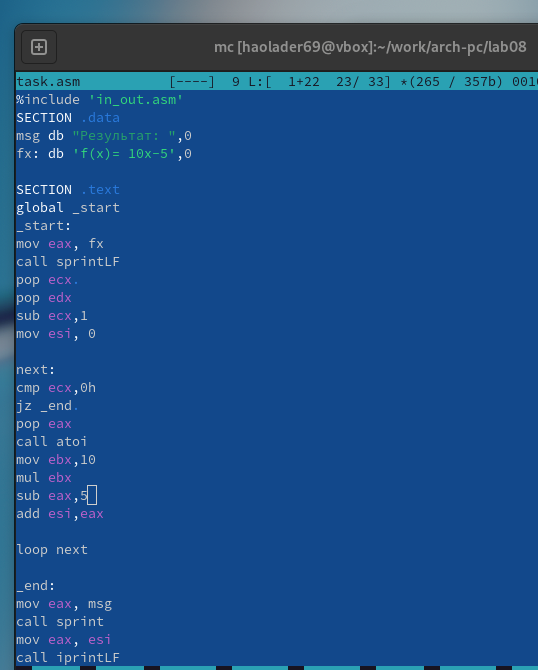 mc [haolader69@vbox]:~/work/arch-pc/lab08
task.asm [----] 9 L:[ 1+22 23/ 33] *(265 / 357b)
%include 'in_out.asm'
SECTION .data
msg db "Результат: ",0
fx: db 'f(x)= 10x-5',0
SECTION .text
global _start
_start:
mov eax, fx
call sprintLF
pop ecx.
pop edx
sub ecx,1
mov esi, 0
next:
cmp ecx,0h
jz _end.
pop eax
call atoi
mov ebx,10
mul ebx
sub eax,5
add esi,eax
loop next
_end:
mov eax, msg
call sprint
mov eax, esi
call iprintLF